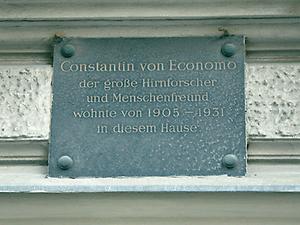 Constantin von Economo
der große Hirnforscher
und Menschenfreund
wohnte von 1905 – 1931
in diesem Hause